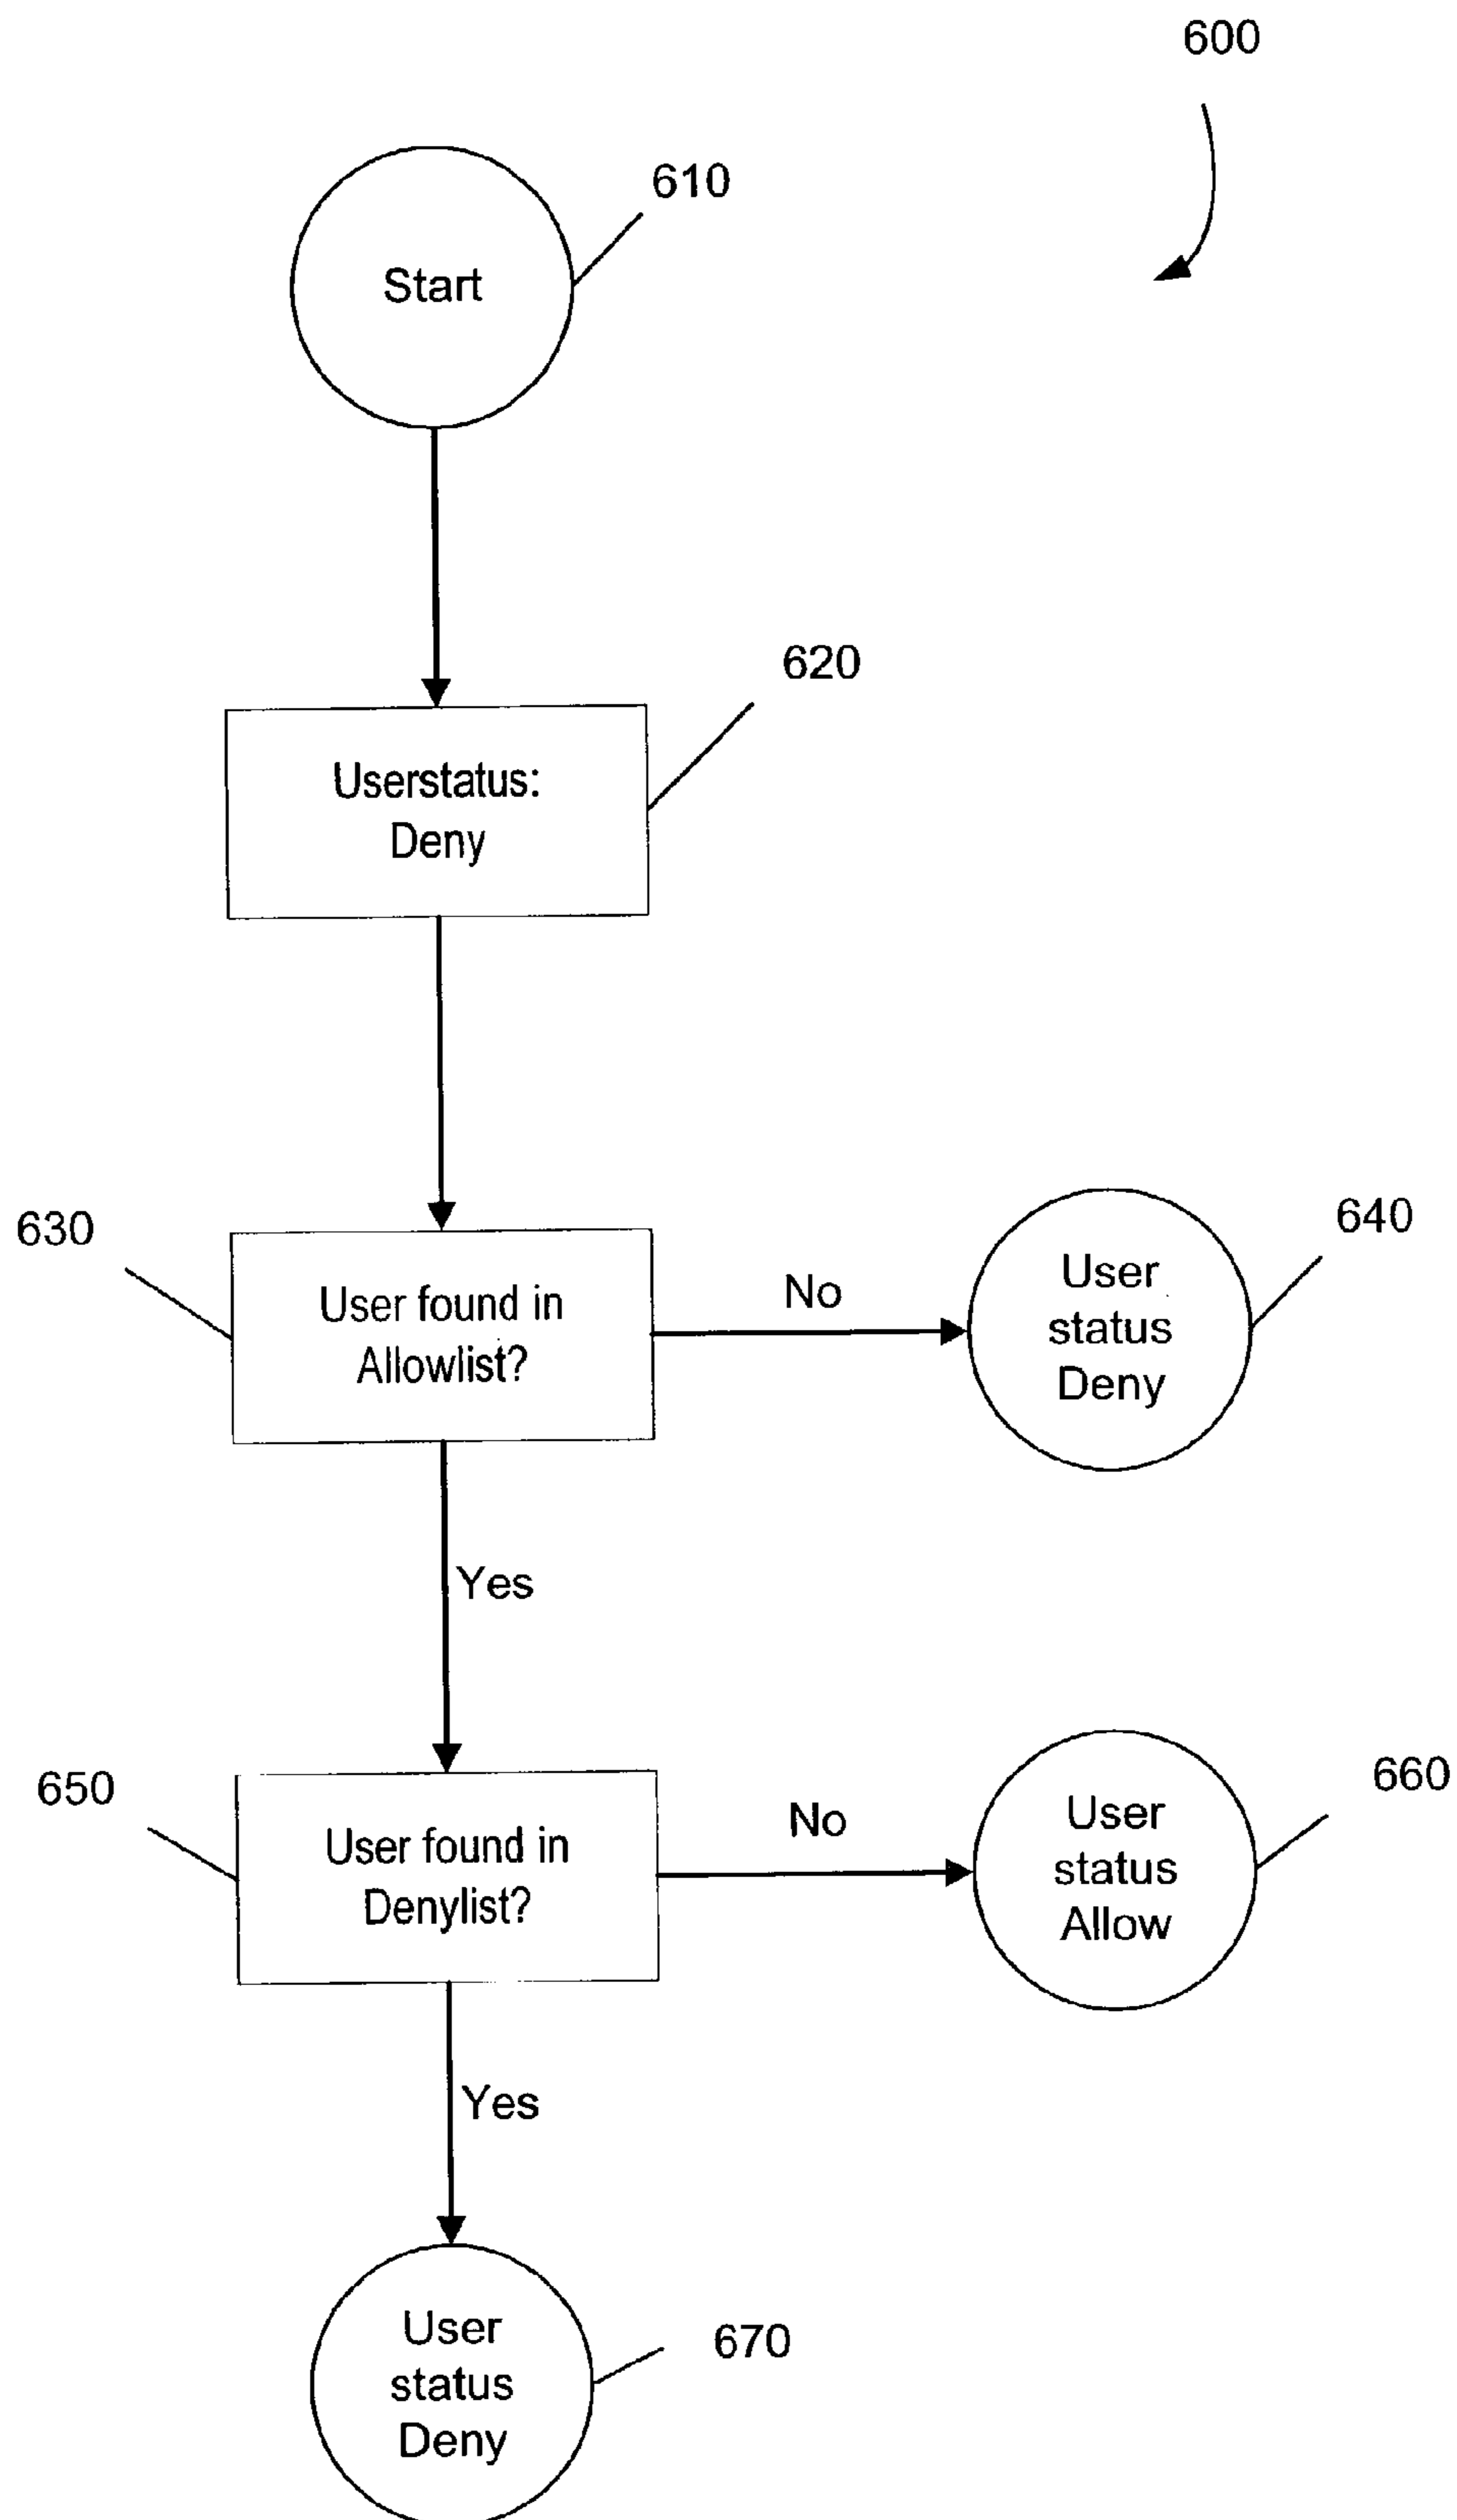 600
610
Start
620
Userstatus:
Deny
630
User found in
Allowlist?
No
640
User
status
Deny
Yes
650
User found in
Denylist?
No
660
User
status
Allow
Yes
670
User
status
Deny